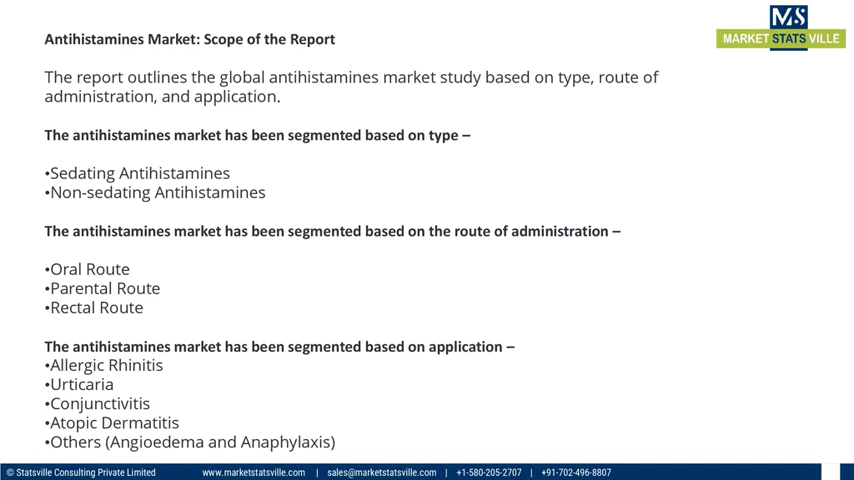 MS
MARKET STATS VILLE
Antihistamines Market: Scope of the Report
The report outlines the global antihistamines market study based on type, route of
administration, and application.
The antihistamines market has been segmented based on type –
•Sedating Antihistamines
•Non-sedating Antihistamines
The antihistamines market has been segmented based on the route of administration –
•Oral Route
•Parental Route
•Rectal Route
The antihistamines market has been segmented based on application –
•Allergic Rhinitis
•Urticaria
•Conjunctivitis
•Atopic Dermatitis
•Others (Angioedema and Anaphylaxis)
© Statsville Consulting Private Limited www.marketstatsville.com | sales@marketstatsville.com | +1-580-205-2707 | +91-702-496-8807